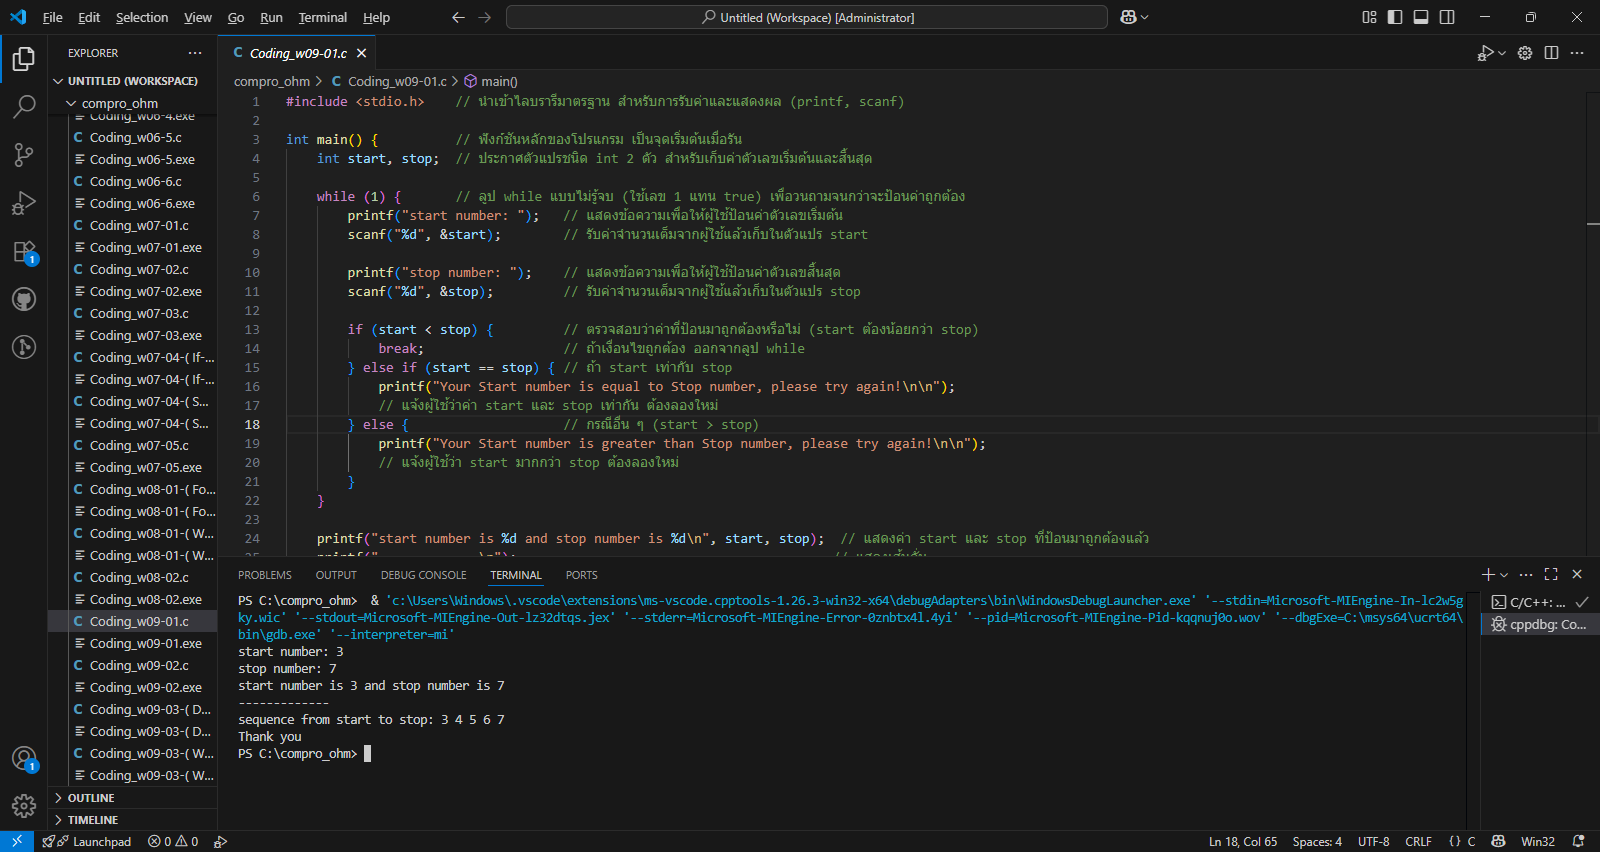 File Edit Selection View Go Run Terminal Help
Untitled (Workspace) [Administrator]
EXPLORER
UNTITLED (WORKSPACE)
compro_ohm
Coding_w06-4.exe
Coding_w06-5.c
Coding_w06-5.exe
Coding_w06-6.c
Coding_w06-6.exe
Coding_w07-01.c
Coding_w07-01.exe
Coding_w07-02.c
Coding_w07-02.exe
Coding_w07-03.c
Coding_w07-03.exe
Coding_w07-04-( If-...
Coding_w07-04-( If-...
Coding_w07-04-( S...
Coding_w07-04-( S...
Coding_w07-05.c
Coding_w07-05.exe
Coding_w08-01-( Fo...
Coding_w08-01-( Fo...
Coding_w08-01-( W...
Coding_w08-01-( W...
Coding_w08-02.c
Coding_w08-02.exe
Coding_w09-01.c
Coding_w09-01.exe
Coding_w09-02.c
Coding_w09-02.exe
Coding_w09-03-( D...
Coding_w09-03-( D...
Coding_w09-03-( W...
Coding_w09-03-( W...
OUTLINE
TIMELINE
C Coding_w09-01.c
compro_ohm > C Coding_w09-01.c > main()
1 #include <stdio.h> // นำเข้าไลบรารีมาตรฐาน สำหรับการรับค่าและแสดงผล (printf, scanf)
2
3 int main() { // ฟังก์ชันหลักของโปรแกรม เป็นจุดเริ่มต้นเมื่อรัน
4 int start, stop; // ประกาศตัวแปรชนิด int 2 ตัว สำหรับเก็บค่าตัวเลขเริ่มต้นและสิ้นสุด
5
6 while (1) { // ลูป while แบบไม่รู้จบ (ใช้เลข 1 แทน true) เพื่อวนถามจนกว่าจะป้อนค่าถูกต้อง
7 printf("start number: "); // แสดงข้อความเพื่อให้ผู้ใช้ป้อนค่าตัวเลขเริ่มต้น
8 scanf("%d", &start); // รับค่าจำนวนเต็มจากผู้ใช้แล้วเก็บในตัวแปร start
9
10 printf("stop number: "); // แสดงข้อความเพื่อให้ผู้ใช้ป้อนค่าตัวเลขสิ้นสุด
11 scanf("%d", &stop); // รับค่าจำนวนเต็มจากผู้ใช้แล้วเก็บในตัวแปร stop
12
13 if (start < stop) { // ตรวจสอบว่าค่าที่ป้อนมาถูกต้องหรือไม่ (start ต้องน้อยกว่า stop)
14 break; // ถ้าเงื่อนไขถูกต้อง ออกจากลูป while
15 } else if (start == stop) { // ถ้า start เท่ากับ stop
16 printf("Your Start number is equal to Stop number, please try again!\n\n");
17 // แจ้งผู้ใช้ว่าค่า start และ stop เท่ากัน ต้องลองใหม่
18 } else { // กรณีอื่น ๆ (start > stop)
19 printf("Your Start number is greater than Stop number, please try again!\n\n");
20 // แจ้งผู้ใช้ว่า start มากกว่า stop ต้องลองใหม่
21 }
22 }
23
24 printf("start number is %d and stop number is %d\n", start, stop); // แสดงค่า start และ stop ที่ป้อนมาถูกต้องแล้ว
PROBLEMS OUTPUT DEBUG CONSOLE TERMINAL PORTS
PS C:\compro_ohm> & 'c:\Users\Windows\.vscode\extensions\ms-vscode.cpptools-1.26.3-win32-x64\debugAdapters\bin\WindowsDebugLauncher.exe' '--stdin=Microsoft-MIEngine-In-lc2w5g
ky.wic' '--stdout=Microsoft-MIEngine-Out-lz32dtqs.jex' '--stderr=Microsoft-MIEngine-Error-0znbtx4l.4yi' '--pid=Microsoft-MIEngine-Pid-kqqnuj0o.wov' '--dbgExe=C:\msys64\ucrt64\
bin\gdb.exe' '--interpreter=mi'
start number: 3
stop number: 7
start number is 3 and stop number is 7
-------------
sequence from start to stop: 3 4 5 6 7
Thank you
PS C:\compro_ohm>
C/C++: ...
cppdbg: Co...
Launchpad 0 0 Ln 18, Col 65 Spaces: 4 UTF-8 CRLF { } C Win32